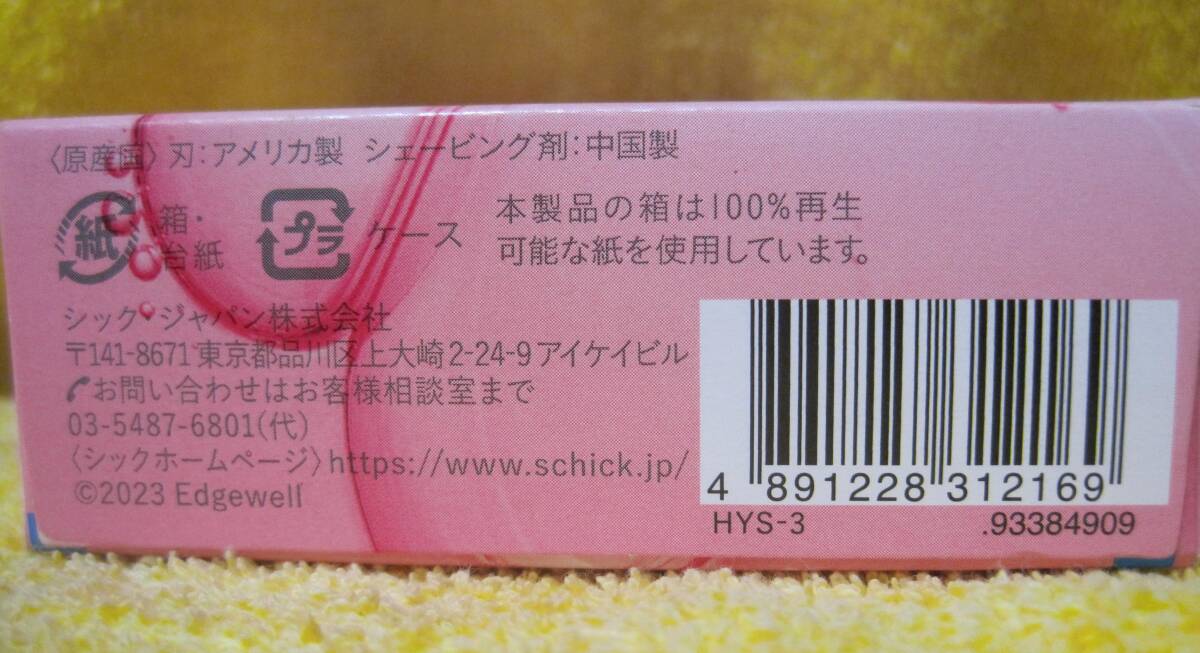 〈原産国〉刃:アメリカ製 シェービング剤:中国製
紙 箱・
台紙
プラ ケース
本製品の箱は100%再生
可能な紙を使用しています。
シック・ジャパン株式会社
〒141-8671 東京都品川区上大崎2-24-9アイケイビル
お問い合わせはお客様相談室まで
03-5487-6801(代)
〈シックホームページ〉https://www.schick.jp/
©2023 Edgewell
4 891228 312169
HYS-3 .93384909